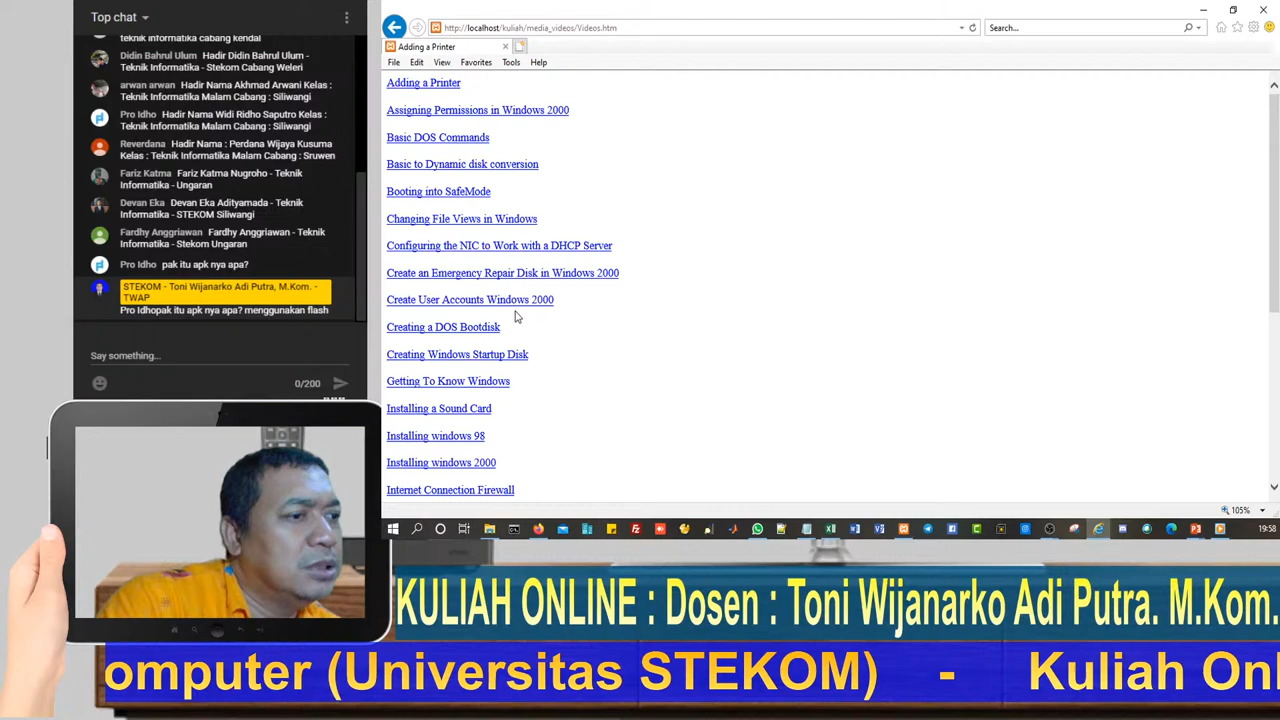 Top chat
teknik informatika cabang kendal
Didin Bahrul Ulum Hadir Didin Bahrul Ulum -
Teknik Informatika - Stekom Cabang Weleri
arwan arwan Hadir Nama Akhmad Arwani Kelas :
Teknik Informatika Malam Cabang : Siliwangi
Pro Idho Hadir Nama Widi Ridho Saputro Kelas :
Teknik Informatika Malam Cabang : Siliwangi
Reverdana Hadir Nama : Perdana Wijaya Kusuma
Kelas : Teknik Informatika Malam Cabang : Sruwen
Fariz Katma Fariz Katma Nugroho - Teknik
Informatika - Ungaran
Devan Eka Devan Eka Adityamada - Teknik
Informatika - STEKOM Siliwangi
Fardhy Anggriawan Fardhy Anggriawan - Teknik
Informatika - Stekom Ungaran
Pro Idho pak itu apk nya apa?
STEKOM - Toni Wijanarko Adi Putra, M.Kom. -
TWAP
Pro Idhopak itu apk nya apa? menggunakan flash
Say something...
0/200
http://localhost/kuliah/media_videos/Videos.htm
Search...
Adding a Printer
File Edit View Favorites Tools Help
Adding a Printer
Assigning Permissions in Windows 2000
Basic DOS Commands
Basic to Dynamic disk conversion
Booting into SafeMode
Changing File Views in Windows
Configuring the NIC to Work with a DHCP Server
Create an Emergency Repair Disk in Windows 2000
Create User Accounts Windows 2000
Creating a DOS Bootdisk
Creating Windows Startup Disk
Getting To Know Windows
Installing a Sound Card
Installing windows 98
Installing windows 2000
Internet Connection Firewall
105%
19:58
KULIAH ONLINE : Dosen : Toni Wijanarko Adi Putra. M.Kom.
omputer (Universitas STEKOM) - Kuliah Onl